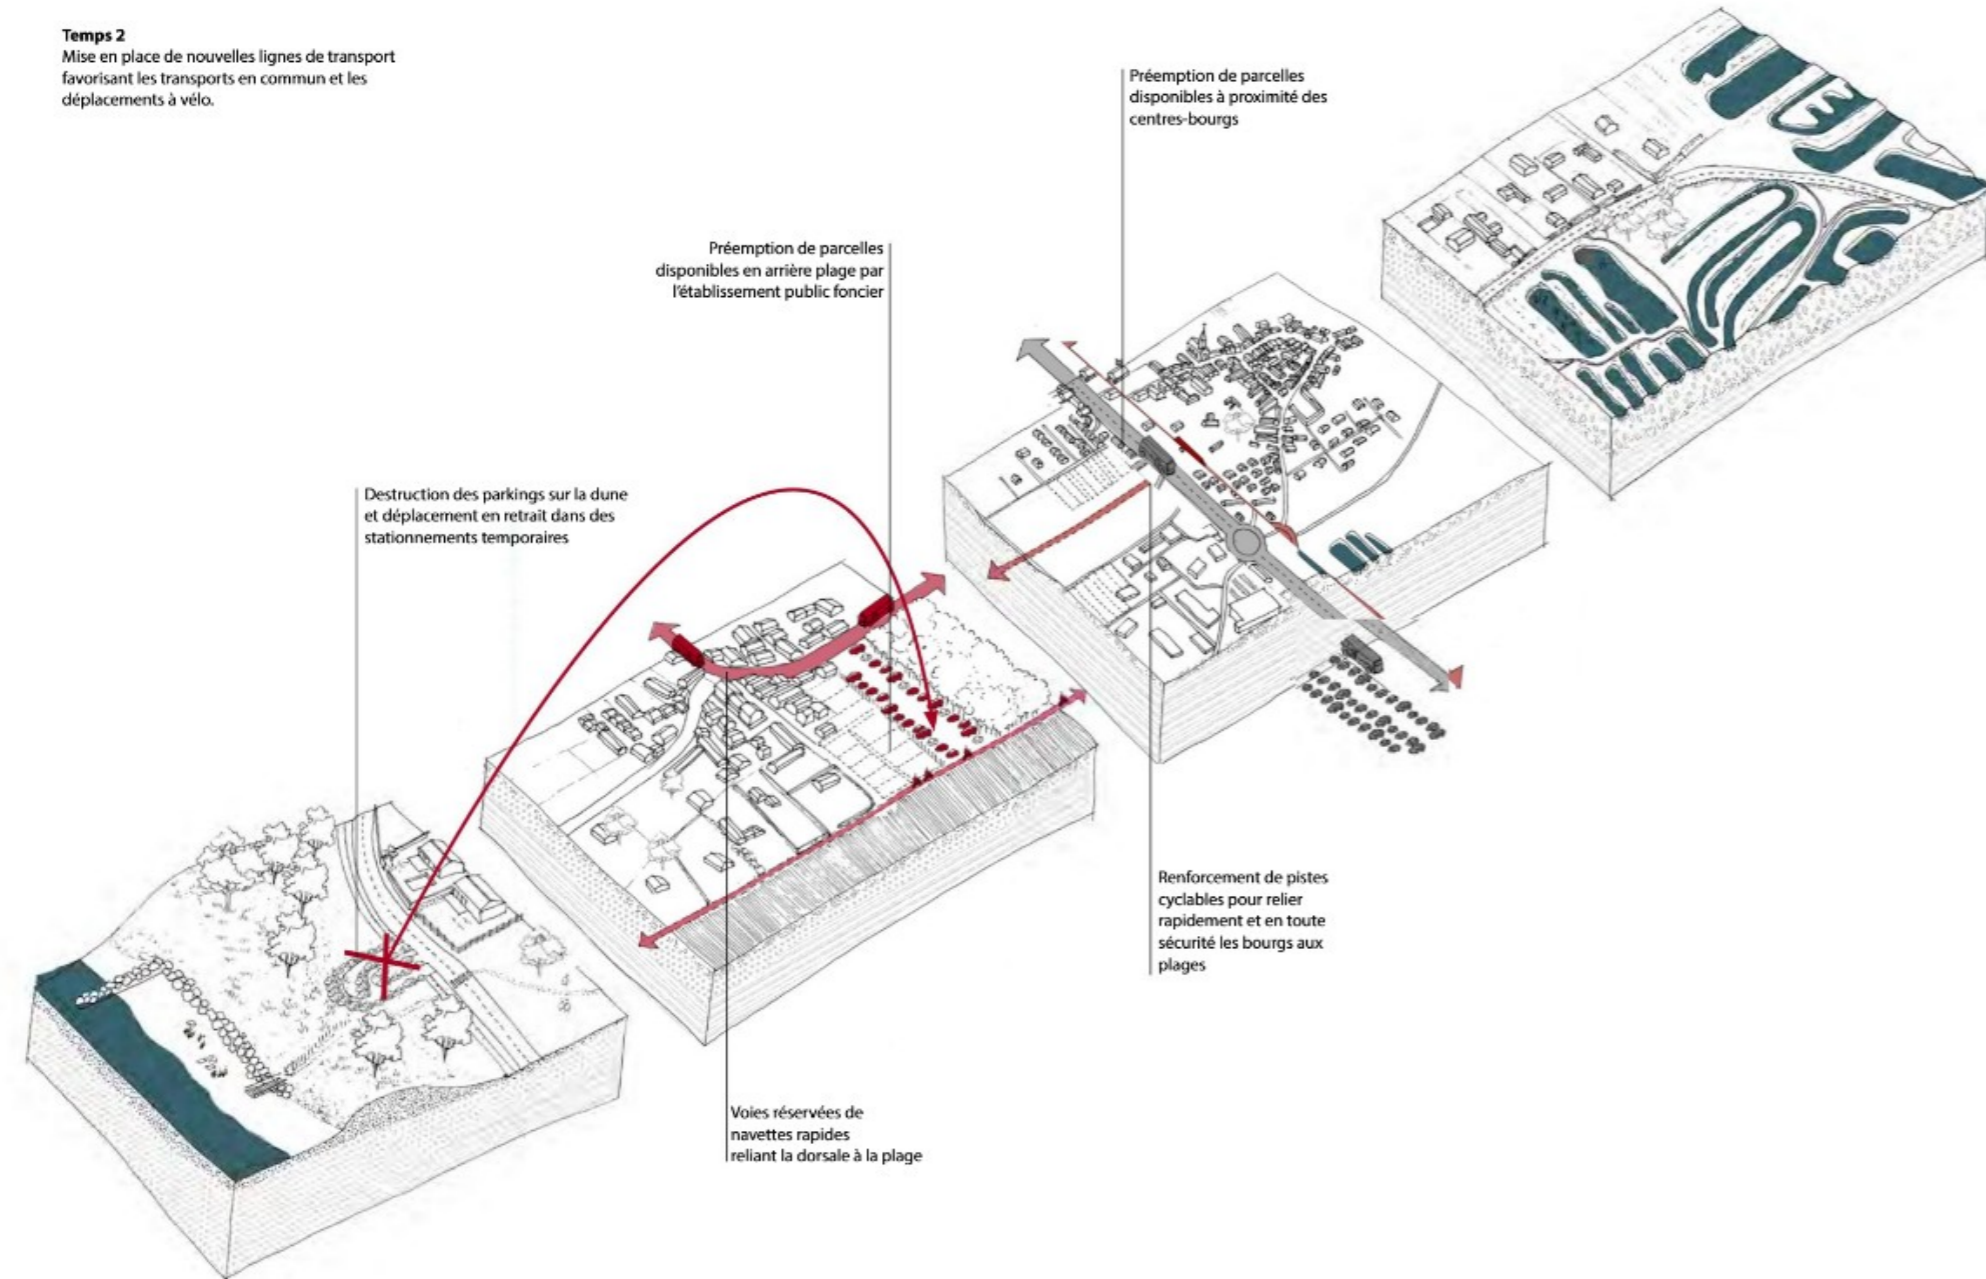 Temps 2
Mise en place de nouvelles lignes de transport
favorisant les transports en commun et les
déplacements à vélo.
Préemption de parcelles
disponibles à proximité des
centres-bourgs
Préemption de parcelles
disponibles en arrière plage par
l'établissement public foncier
Destruction des parkings sur la dune
et déplacement en retrait dans des
stationnements temporaires
Renforcement de pistes
cyclables pour relier
rapidement et en toute
sécurité les bourgs aux
plages
Voies réservées de
navettes rapides
reliant la dorsale à la plage